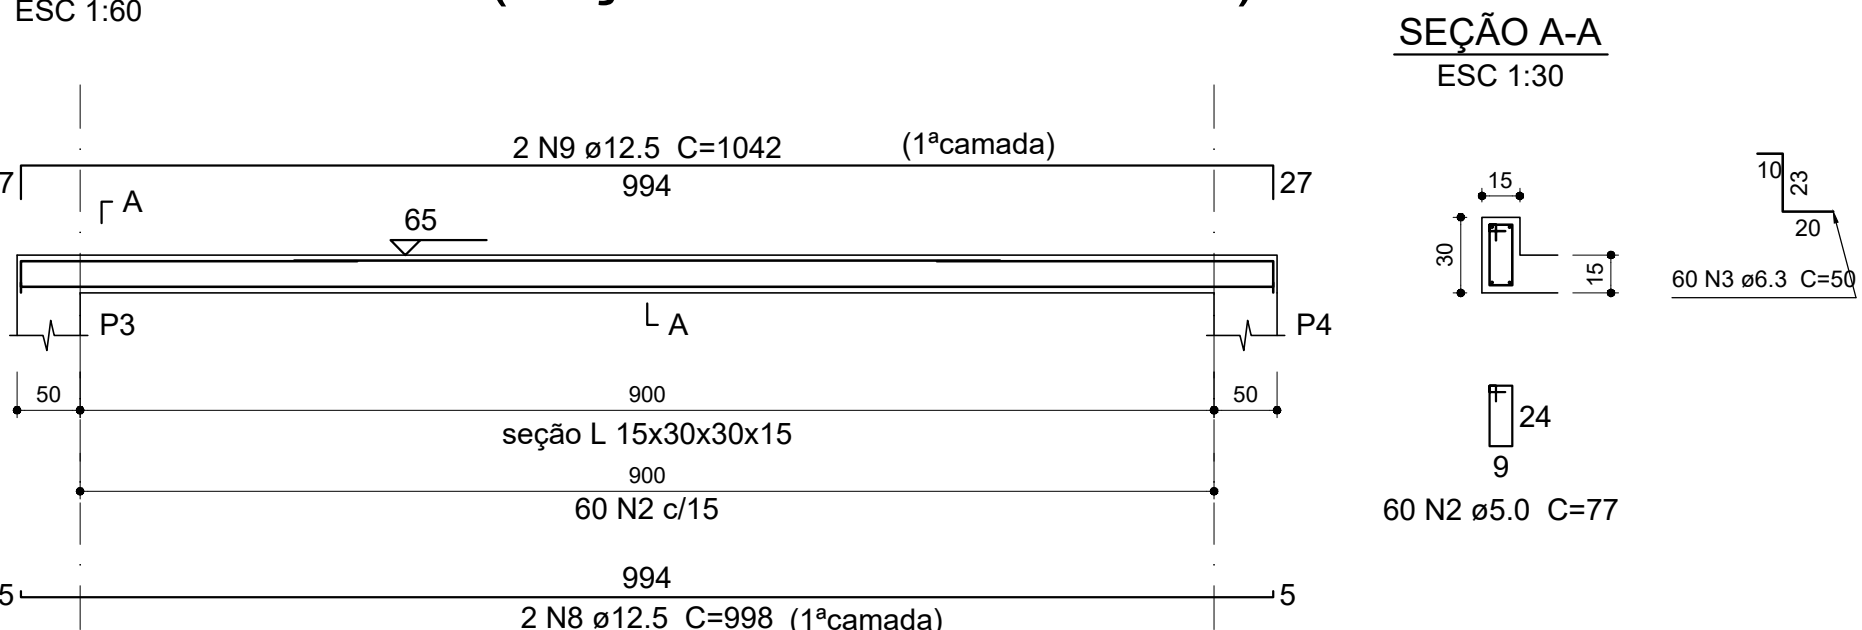 ESC 1:60
SEÇÃO A-A
ESC 1:30
2 N9 ø12.5 C=1042 (1ªcamada)
7 994 27
A
65
P3
A
P4
50 900 50
seção L 15x30x30x15
900
60 N2 c/15
5 994 5
2 N8 ø12.5 C=998 (1ªcamada)
15
30
15
10
23
20
60 N3 ø6.3 C=50
24
9
60 N2 ø5.0 C=77